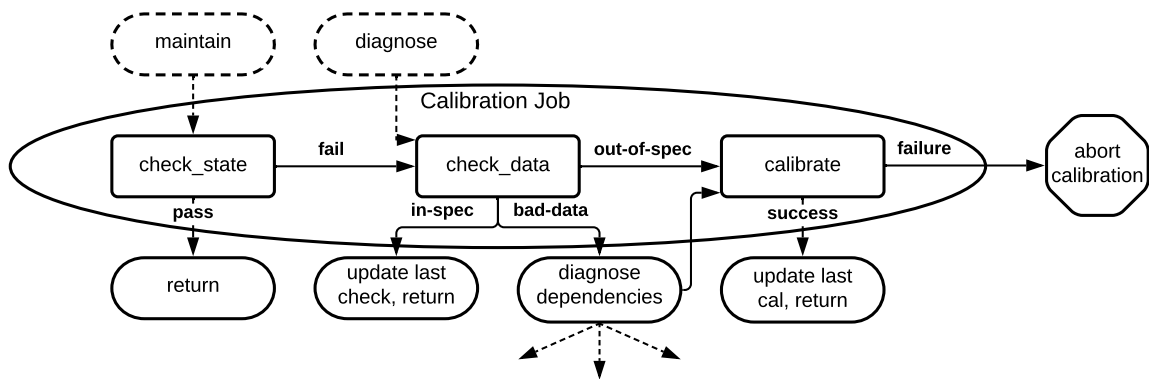 maintain
diagnose
Calibration Job
check_state
fail
check_data
out-of-spec
calibrate
failure
abort
calibration
pass
in-spec
bad-data
success
return
update last
check, return
diagnose
dependencies
update last
cal, return